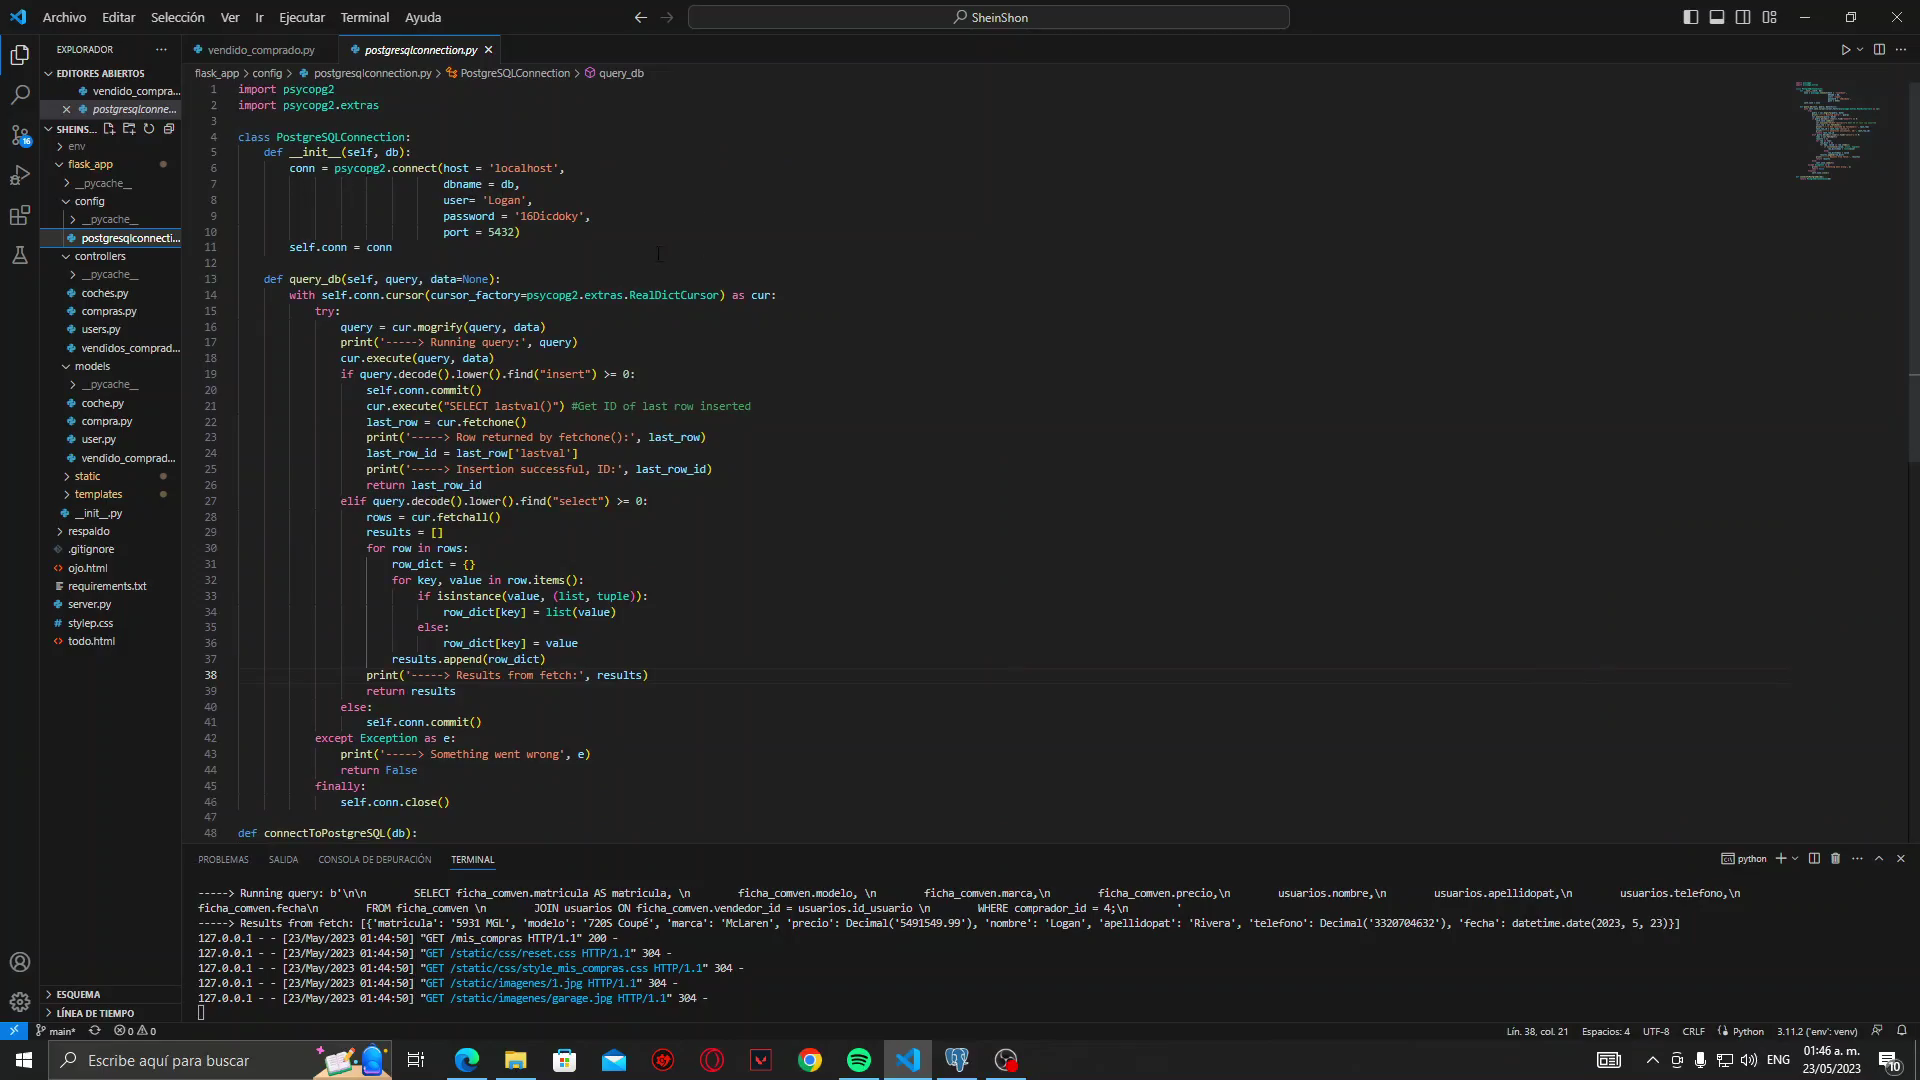 Archivo Editar Selección Ver Ir Ejecutar Terminal Ayuda
SheinShon
EXPLORADOR
EDITORES ABIERTOS
vendido_compra...
postgresqlconne...
SHEINS...
env
flask_app
__pycache__
config
__pycache__
postgresqlconnecti...
controllers
__pycache__
coches.py
compras.py
users.py
vendidos_comprad...
models
__pycache__
coche.py
compra.py
user.py
vendido_comprad...
static
templates
__init__.py
respaldo
.gitignore
ojo.html
requirements.txt
server.py
stylep.css
todo.html
ESQUEMA
LÍNEA DE TIEMPO
16
vendido_comprado.py postgresqlconnection.py
flask_app > config > postgresqlconnection.py > PostgreSQLConnection > query_db
1 import psycopg2
2 import psycopg2.extras
3
4 class PostgreSQLConnection:
5 def __init__(self, db):
6 conn = psycopg2.connect(host = 'localhost',
7 dbname = db,
8 user= 'Logan',
9 password = '16Dicdoky',
10 port = 5432)
11 self.conn = conn
12
13 def query_db(self, query, data=None):
14 with self.conn.cursor(cursor_factory=psycopg2.extras.RealDictCursor) as cur:
15 try:
16 query = cur.mogrify(query, data)
17 print('-----> Running query:', query)
18 cur.execute(query, data)
19 if query.decode().lower().find("insert") >= 0:
20 self.conn.commit()
21 cur.execute("SELECT lastval()") #Get ID of last row inserted
22 last_row = cur.fetchone()
23 print('-----> Row returned by fetchone():', last_row)
24 last_row_id = last_row['lastval']
25 print('-----> Insertion successful, ID:', last_row_id)
26 return last_row_id
27 elif query.decode().lower().find("select") >= 0:
28 rows = cur.fetchall()
29 results = []
30 for row in rows:
31 row_dict = {}
32 for key, value in row.items():
33 if isinstance(value, (list, tuple)):
34 row_dict[key] = list(value)
35 else:
36 row_dict[key] = value
37 results.append(row_dict)
38 print('-----> Results from fetch:', results)
39 return results
40 else:
41 self.conn.commit()
42 except Exception as e:
43 print('-----> Something went wrong', e)
44 return False
45 finally:
46 self.conn.close()
47
48 def connectToPostgreSQL(db):
PROBLEMAS SALIDA CONSOLA DE DEPURACIÓN TERMINAL
python
-----> Running query: b'\n\n SELECT ficha_comven.matricula AS matricula, \n ficha_comven.modelo, \n ficha_comven.marca,\n ficha_comven.precio,\n usuarios.nombre,\n usuarios.apellidopat,\n usuarios.telefono,\n
ficha_comven.fecha\n FROM ficha_comven \n JOIN usuarios ON ficha_comven.vendedor_id = usuarios.id_usuario \n WHERE comprador_id = 4;\n '
-----> Results from fetch: [{'matricula': '5931 MGL', 'modelo': '720S Coupé', 'marca': 'McLaren', 'precio': Decimal('5491549.99'), 'nombre': 'Logan', 'apellidopat': 'Rivera', 'telefono': Decimal('3320704632'), 'fecha': datetime.date(2023, 5, 23)}]
127.0.0.1 - - [23/May/2023 01:44:50] "GET /mis_compras HTTP/1.1" 200 -
127.0.0.1 - - [23/May/2023 01:44:50] "GET /static/css/reset.css HTTP/1.1" 304 -
127.0.0.1 - - [23/May/2023 01:44:50] "GET /static/css/style_mis_compras.css HTTP/1.1" 304 -
127.0.0.1 - - [23/May/2023 01:44:50] "GET /static/imagenes/1.jpg HTTP/1.1" 304 -
127.0.0.1 - - [23/May/2023 01:44:50] "GET /static/imagenes/garage.jpg HTTP/1.1" 304 -
main* 0 0 Lín. 38, col. 21 Espacios: 4 UTF-8 CRLF Python 3.11.2 ('env': venv)
Escribe aquí para buscar
ENG
01:46 a. m.
23/05/2023
10